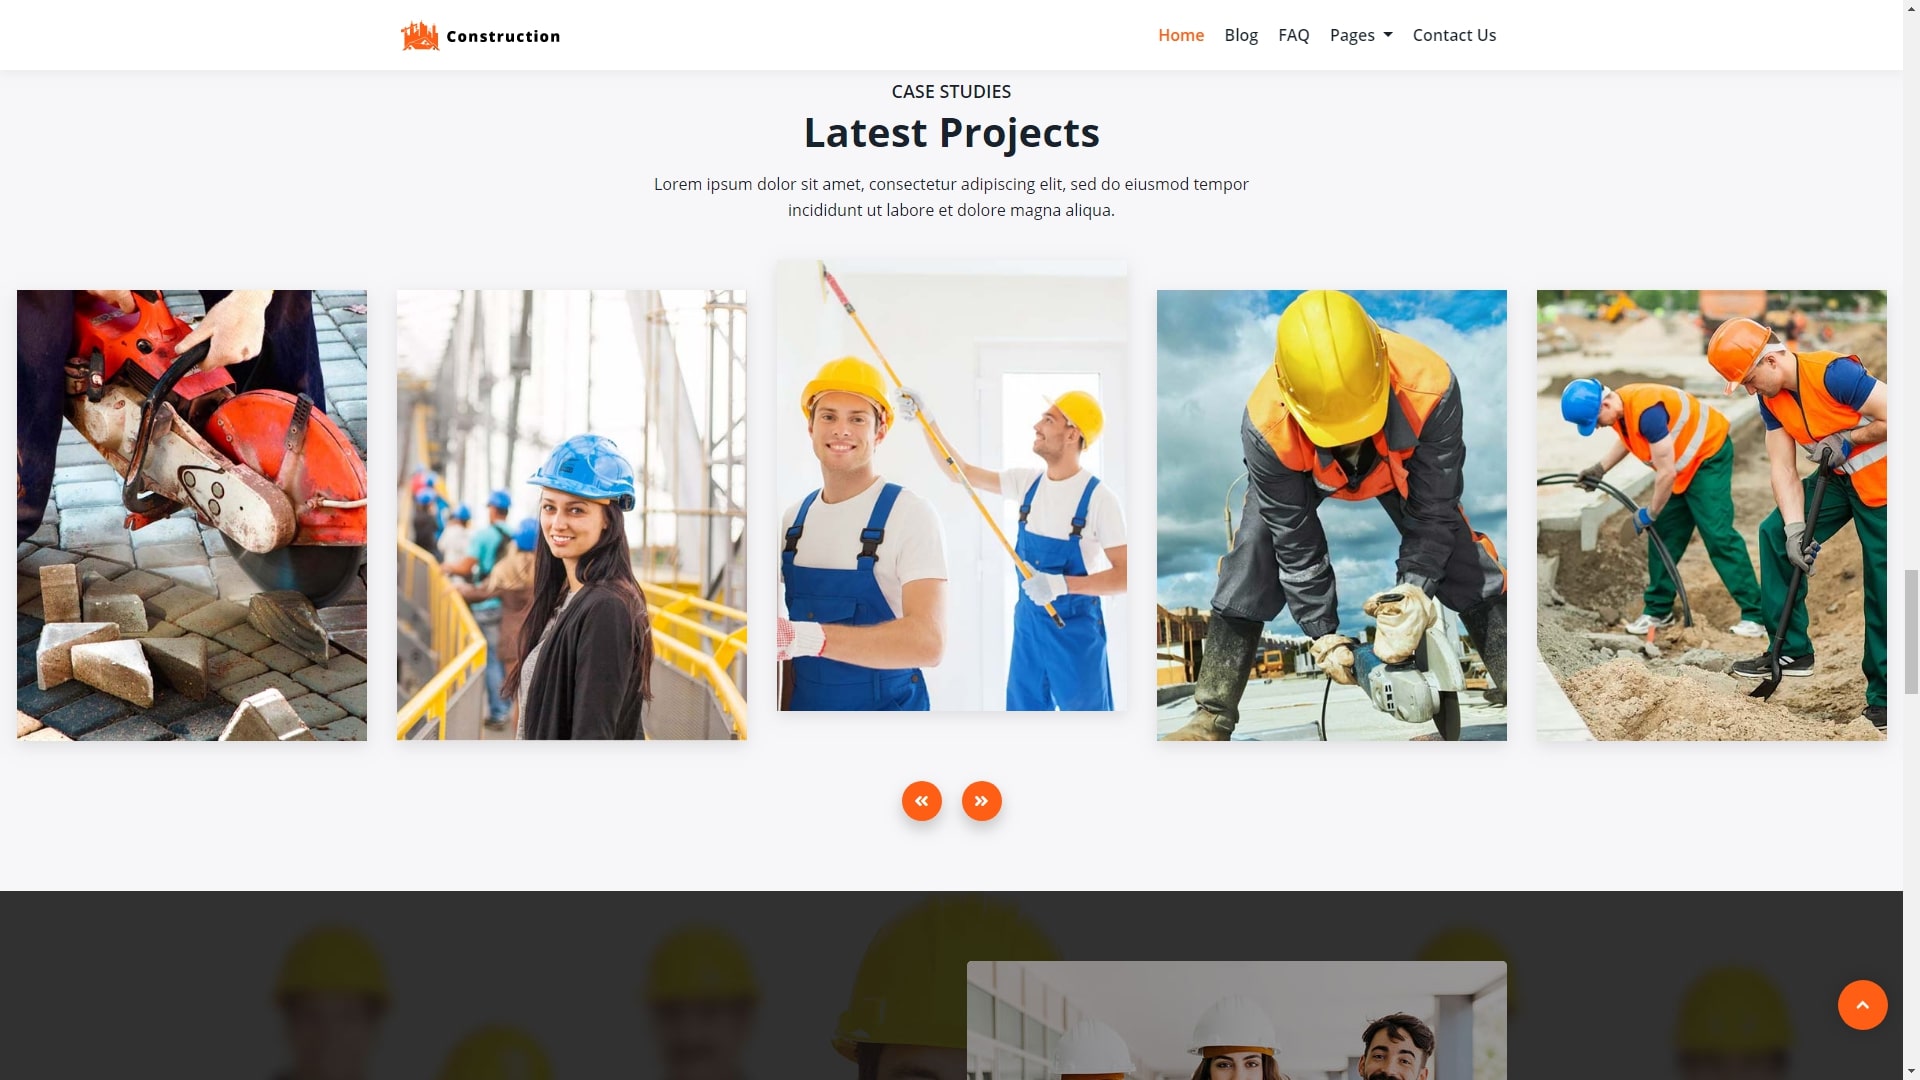 Construction
Home
Blog
FAQ
Pages
Contact Us
CASE STUDIES
Latest Projects
Lorem ipsum dolor sit amet, consectetur adipiscing elit, sed do eiusmod tempor
incididunt ut labore et dolore magna aliqua.